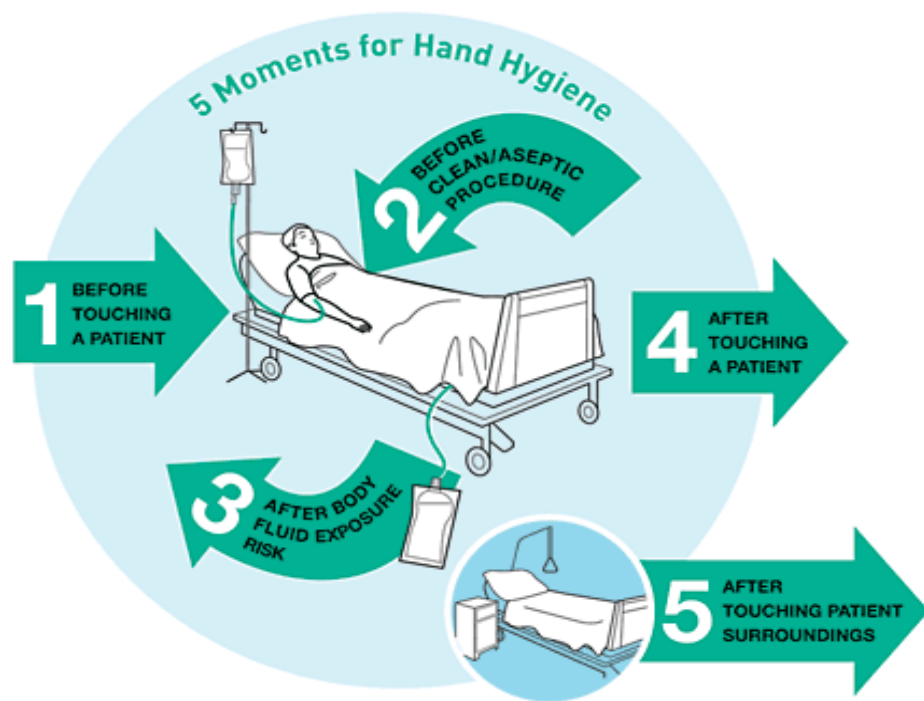 5 Moments for Hand Hygiene
1
BEFORE
TOUCHING
A PATIENT
2
BEFORE
CLEAN/ASEPTIC
PROCEDURE
3
AFTER BODY
FLUID EXPOSURE
RISK
4
AFTER
TOUCHING
A PATIENT
5
AFTER
TOUCHING PATIENT
SURROUNDINGS